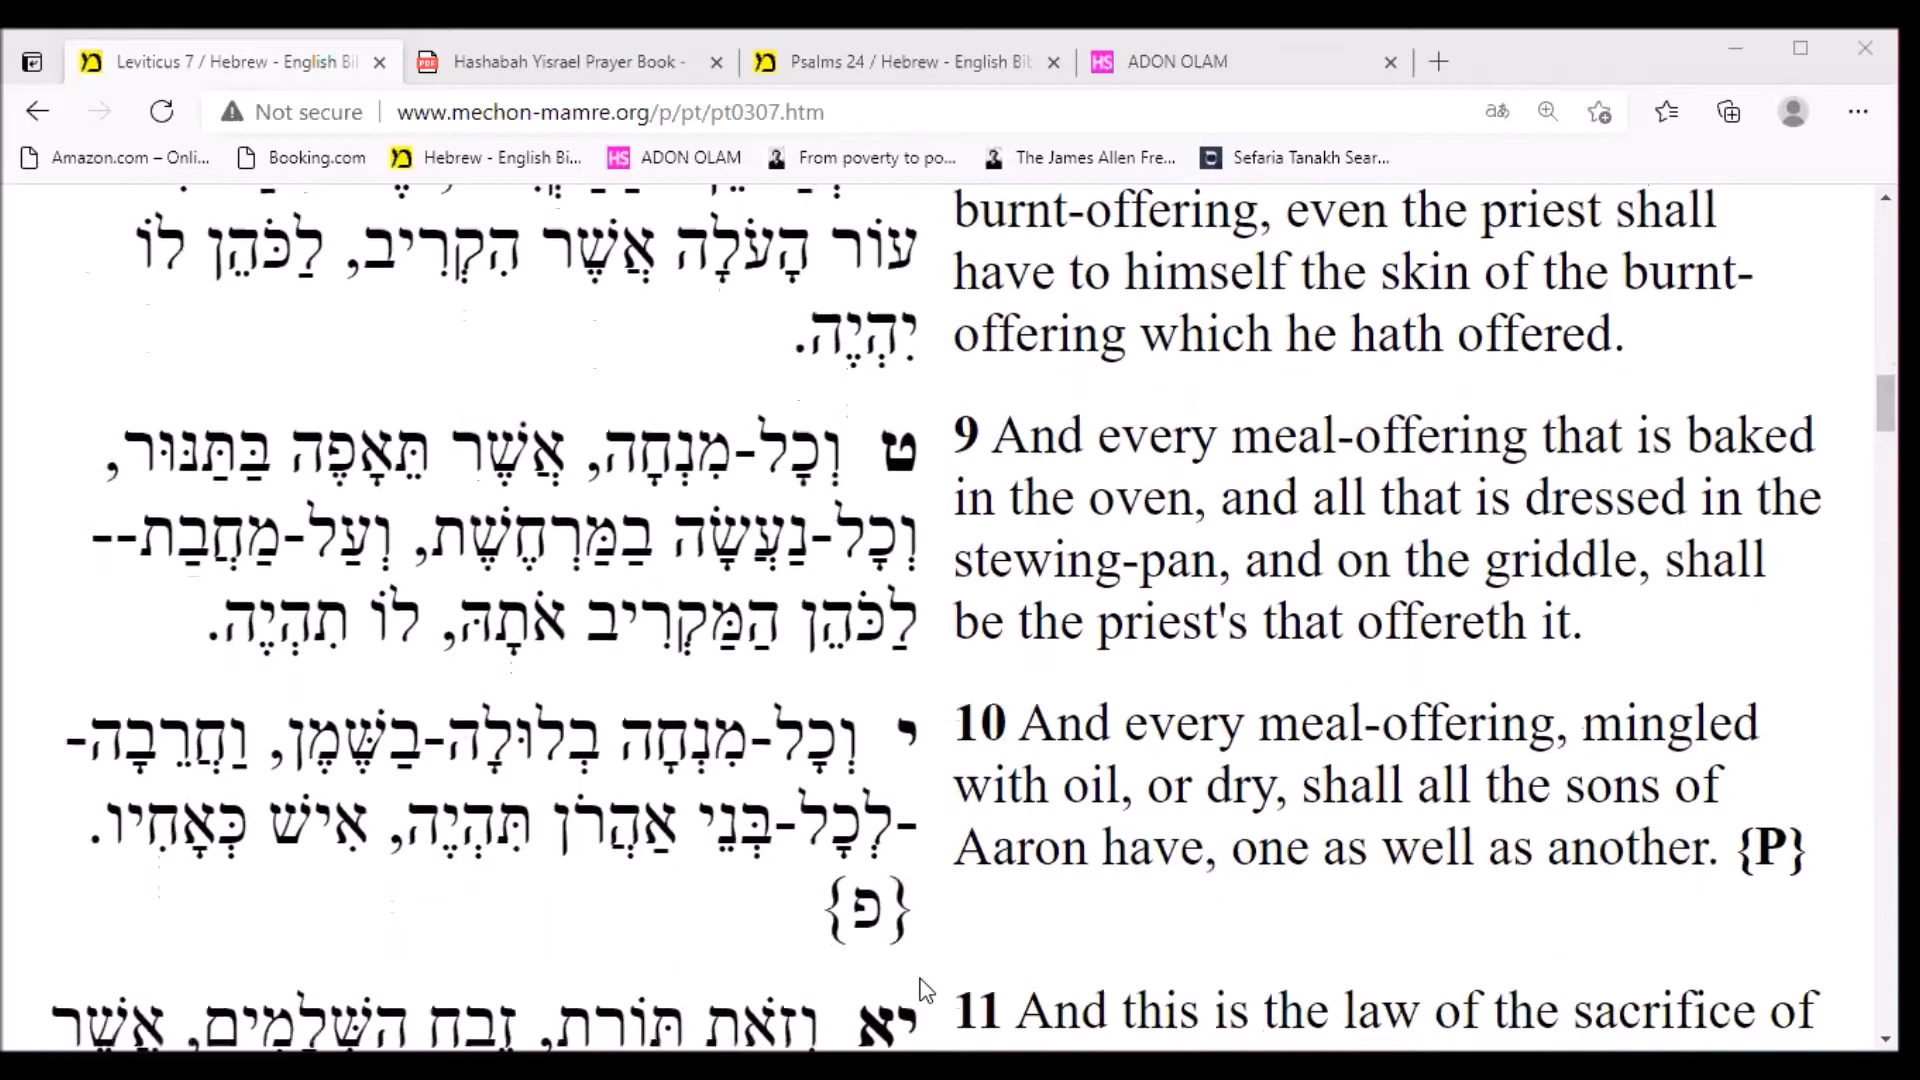 Leviticus 7 / Hebrew - English Bil
Hashabah Yisrael Prayer Book -
Psalms 24 / Hebrew - English Bib
HS ADON OLAM
Not secure | www.mechon-mamre.org/p/pt/pt0307.htm
Amazon.com – Onli...
Booking.com
Hebrew - English Bi...
HS ADON OLAM
From poverty to po...
The James Allen Fre...
Sefaria Tanakh Sear...
עוֹר הָעֹלָה אֲשֶׁר הִקְרִיב, לַכֹּהֵן לוֹ
יִהְיֶה.
burnt-offering, even the priest shall
have to himself the skin of the burnt-
offering which he hath offered.
ט וְכָל-מִנְחָה, אֲשֶׁר תֵּאָפֶה בַּתַּנּוּר,
וְכָל-נַעֲשָׂה בַמַּרְחֶשֶׁת, וְעַל-מַחֲבַת--
לַכֹּהֵן הַמַּקְרִיב אֹתָהּ, לוֹ תִהְיֶה.
9 And every meal-offering that is baked
in the oven, and all that is dressed in the
stewing-pan, and on the griddle, shall
be the priest's that offereth it.
י וְכָל-מִנְחָה בְלוּלָה-בַשֶּׁמֶן, וַחֲרֵבָה-
-לְכָל-בְּנֵי אַהֲרֹן תִּהְיֶה, אִישׁ כְּאָחִיו.
{פ}
10 And every meal-offering, mingled
with oil, or dry, shall all the sons of
Aaron have, one as well as another. {P}
יא וְזֹאת תּוֹרַת, זֶבַח הַשְּׁלָמִים, אֲשֶׁר
11 And this is the law of the sacrifice of